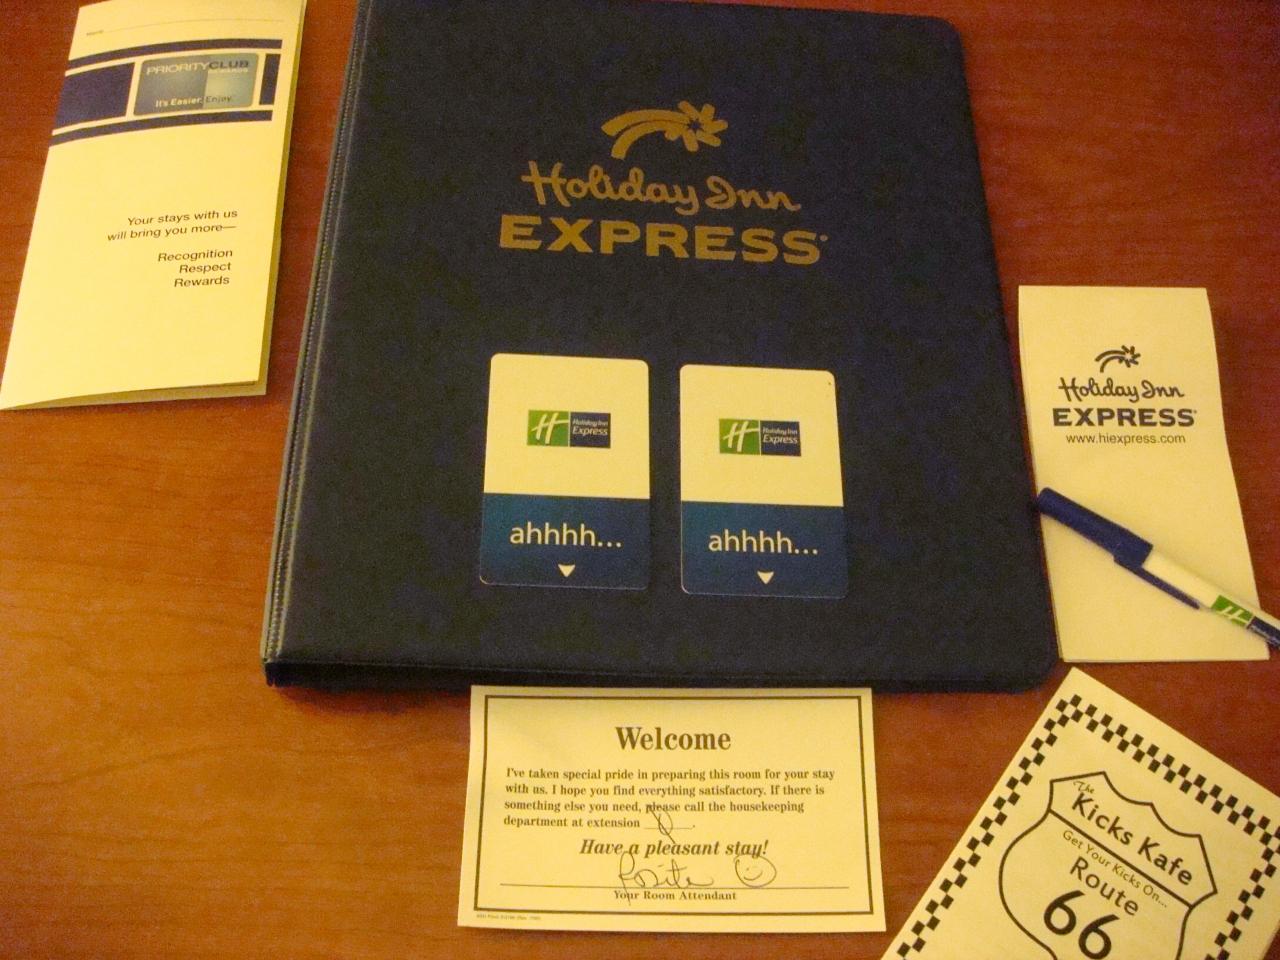 PRIORITY CLUB
REWARDS
It's Easier. Enjoy.
Your stays with us
will bring you more—
Recognition
Respect
Rewards
Holiday Inn
EXPRESS
Holiday Inn
Express
ahhhh...
Holiday Inn
Express
ahhhh...
Holiday Inn
EXPRESS
www.hiexpress.com
Welcome
I've taken special pride in preparing this room for your stay
with us. I hope you find everything satisfactory. If there is
something else you need, please call the housekeeping
department at extension
Have a pleasant stay!
Your Room Attendant
The
Kicks Kafe
Get Your Kicks On...
Route
66